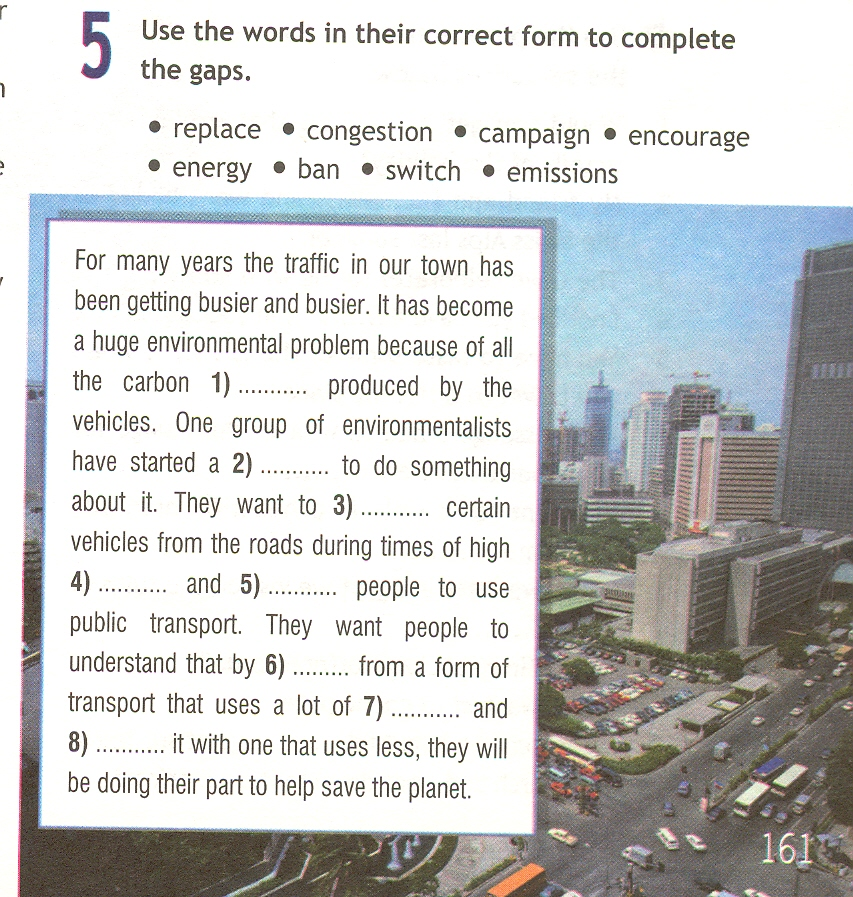 5 Use the words in their correct form to complete
the gaps.
• replace • congestion • campaign • encourage
• energy • ban • switch • emissions
For many years the traffic in our town has
been getting busier and busier. It has become
a huge environmental problem because of all
the carbon 1) ........... produced by the
vehicles. One group of environmentalists
have started a 2) ........... to do something
about it. They want to 3) ........... certain
vehicles from the roads during times of high
4) ........... and 5) ........... people to use
public transport. They want people to
understand that by 6) ......... from a form of
transport that uses a lot of 7) ........... and
8) ........... it with one that uses less, they will
be doing their part to help save the planet.
161